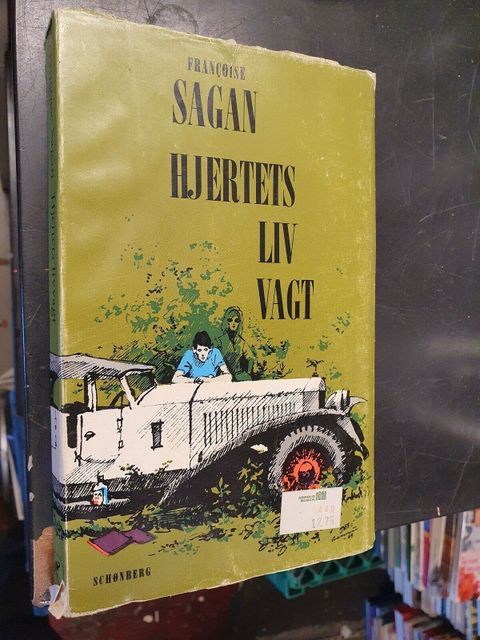 FRANÇOISE
SAGAN
HJERTETS
LIV
VAGT
SCHØNBERG